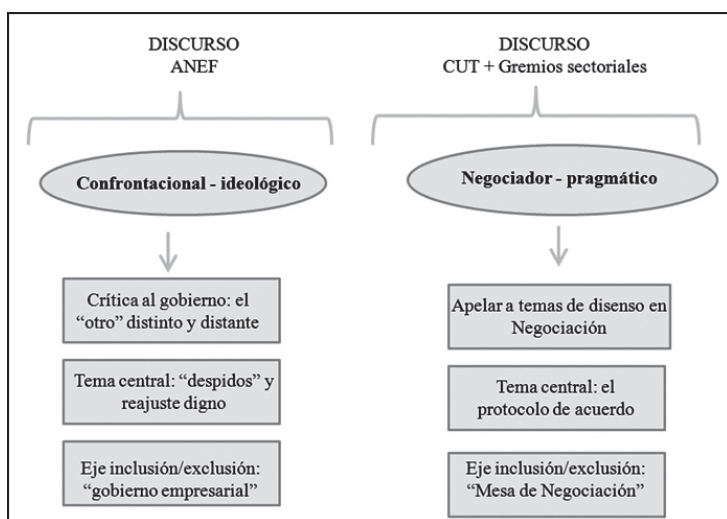 DISCURSO
ANEF
Confrontacional - ideológico
Crítica al gobierno: el
“otro” distinto y distante
Tema central: “despidos” y
reajuste digno
Eje inclusión/exclusión:
“gobierno empresarial”
DISCURSO
CUT + Gremios sectoriales
Negociador - pragmático
Apelar a temas de disenso en
Negociación
Tema central: el
protocolo de acuerdo
Eje inclusión/exclusión:
“Mesa de Negociación”